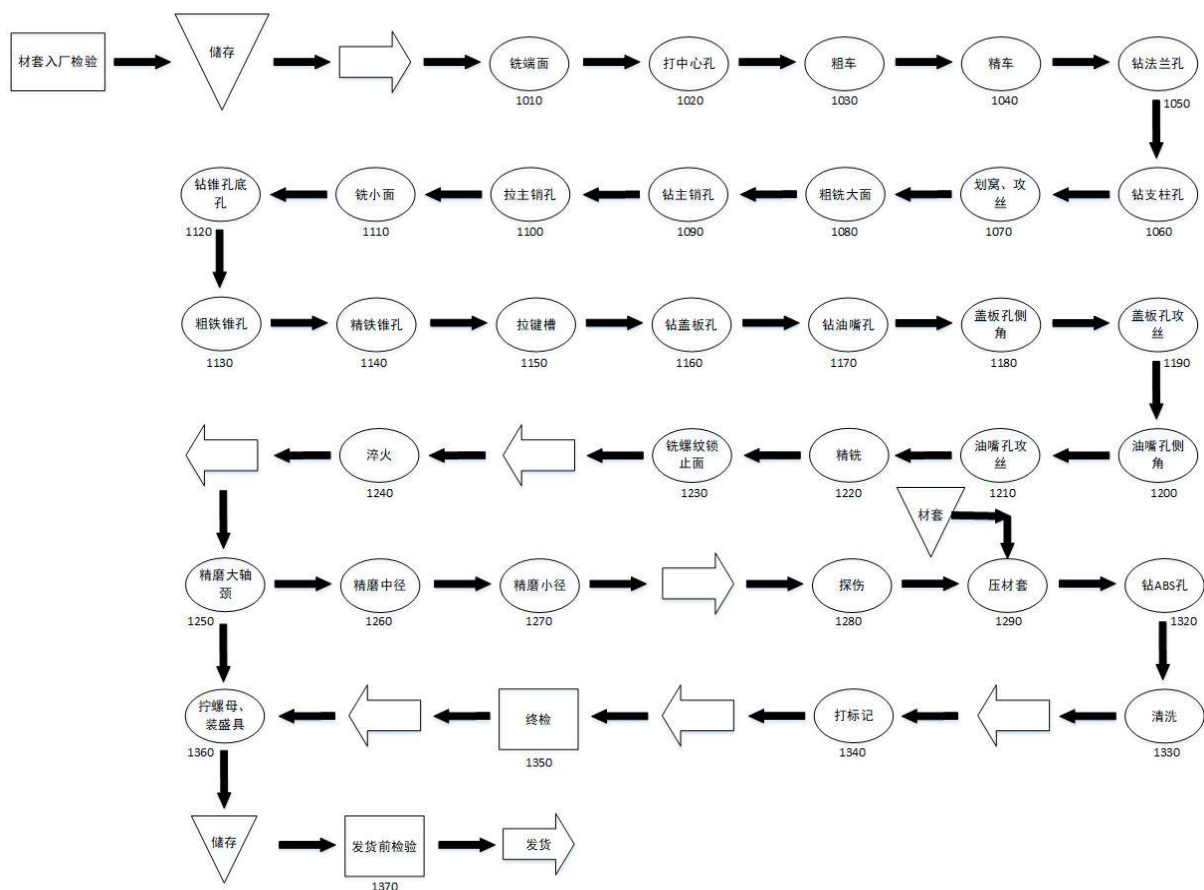 材套入厂检验
储存
铣端面
1010
打中心孔
1020
粗车
1030
精车
1040
钻法兰孔
1050
钻支柱孔
1060
划窝、攻
丝
1070
粗铣大面
1080
钻主销孔
1090
拉主销孔
1100
铣小面
1110
钻锥孔底
孔
1120
粗铁锥孔
1130
精铁锥孔
1140
拉键槽
1150
钻盖板孔
1160
钻油嘴孔
1170
盖板孔侧
角
1180
盖板孔攻
丝
1190
油嘴孔侧
角
1200
油嘴孔攻
丝
1210
精铣
1220
铣螺纹锁
止面
1230
淬火
1240
精磨大轴
颈
1250
精磨中径
1260
精磨小径
1270
探伤
1280
材套
压材套
1290
钻ABS孔
1320
清洗
1330
打标记
1340
终检
1350
拧螺母、
装盛具
1360
储存
发货前检验
1370
发货